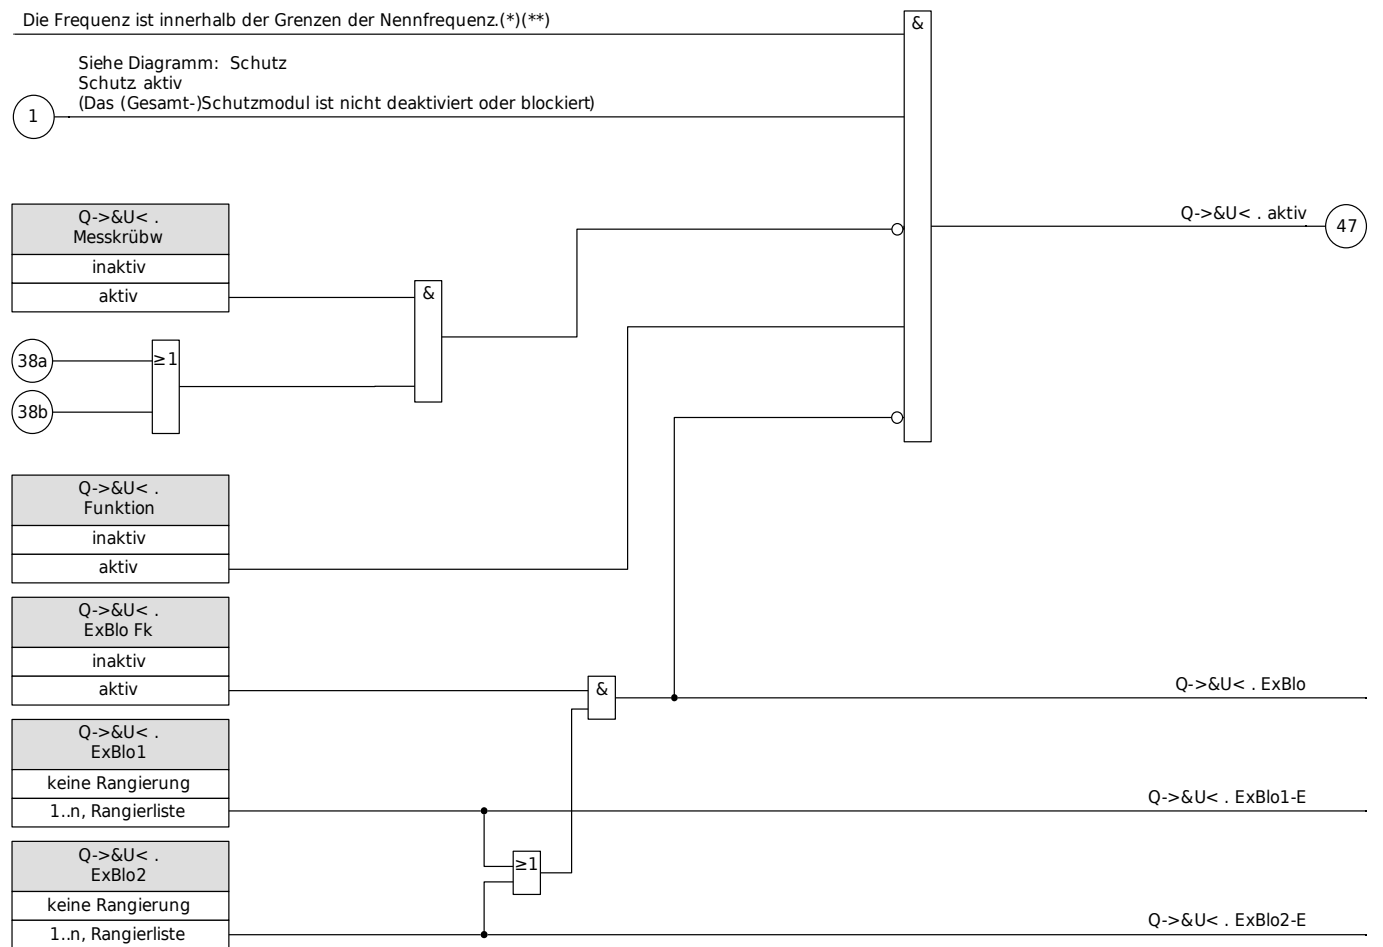 Die Frequenz ist innerhalb der Grenzen der Nennfrequenz.(*)(**)
&
Siehe Diagramm: Schutz
Schutz aktiv
(Das (Gesamt-)Schutzmodul ist nicht deaktiviert oder blockiert)
1
Q->&U< .
Messkrübw
inaktiv
aktiv
&
Q->&U< . aktiv
47
38a
≥1
38b
Q->&U< .
Funktion
inaktiv
aktiv
Q->&U< .
ExBlo Fk
inaktiv
aktiv
&
Q->&U< . ExBlo
Q->&U< .
ExBlo1
keine Rangierung
1..n, Rangierliste
Q->&U< . ExBlo1-E
≥1
Q->&U< .
ExBlo2
keine Rangierung
1..n, Rangierliste
Q->&U< . ExBlo2-E